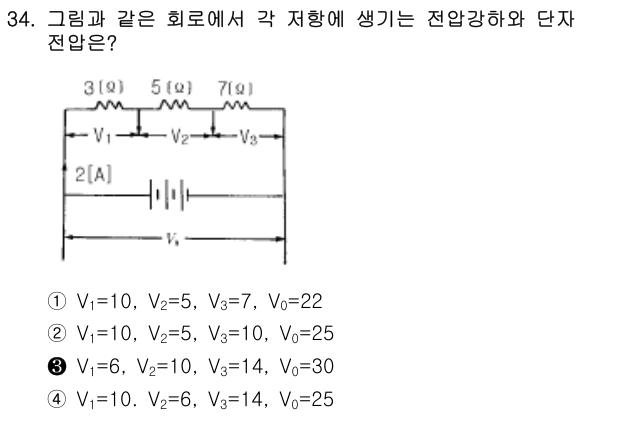 34. 그림과 같은 회로에서 각 저항에 생기는 전압강하와 단자
전압은?
3[Ω] 5[Ω] 7[Ω]
V₁ V₂ V₃
2[A]
① V₁=10, V₂=5, V₃=7, V₀=22
② V₁=10, V₂=5, V₃=10, V₀=25
❸ V₁=6, V₂=10, V₃=14, V₀=30
④ V₁=10. V₂=6, V₃=14, V₀=25